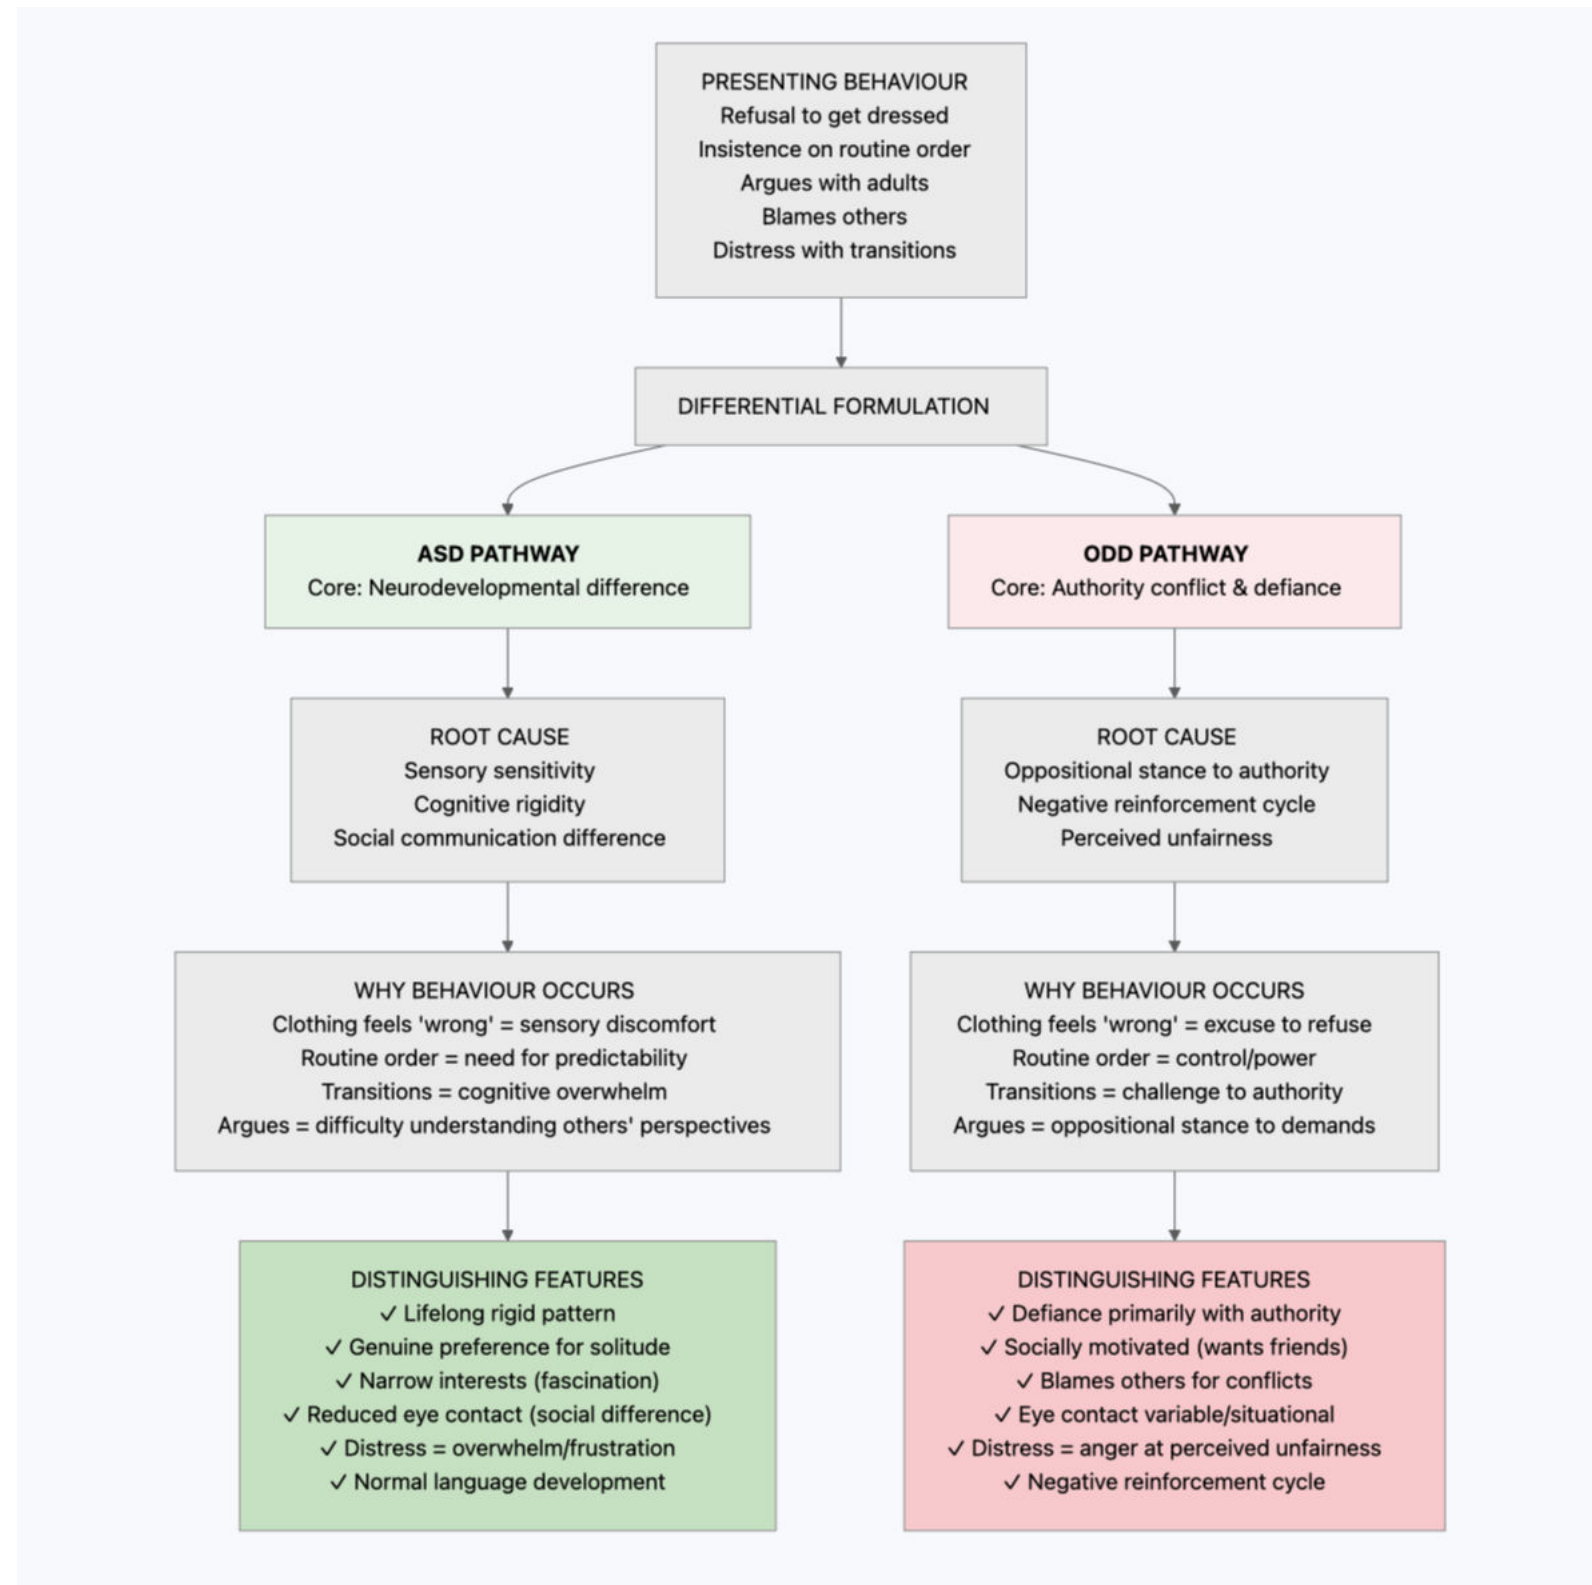 PRESENTING BEHAVIOUR
Refusal to get dressed
Insistence on routine order
Argues with adults
Blames others
Distress with transitions
DIFFERENTIAL FORMULATION
ASD PATHWAY
Core: Neurodevelopmental difference
ODD PATHWAY
Core: Authority conflict & defiance
ROOT CAUSE
Sensory sensitivity
Cognitive rigidity
Social communication difference
ROOT CAUSE
Oppositional stance to authority
Negative reinforcement cycle
Perceived unfairness
WHY BEHAVIOUR OCCURS
Clothing feels 'wrong' = sensory discomfort
Routine order = need for predictability
Transitions = cognitive overwhelm
Argues = difficulty understanding others' perspectives
WHY BEHAVIOUR OCCURS
Clothing feels 'wrong' = excuse to refuse
Routine order = control/power
Transitions = challenge to authority
Argues = oppositional stance to demands
DISTINGUISHING FEATURES
✓ Lifelong rigid pattern
✓ Genuine preference for solitude
✓ Narrow interests (fascination)
✓ Reduced eye contact (social difference)
✓ Distress = overwhelm/frustration
✓ Normal language development
DISTINGUISHING FEATURES
✓ Defiance primarily with authority
✓ Socially motivated (wants friends)
✓ Blames others for conflicts
✓ Eye contact variable/situational
✓ Distress = anger at perceived unfairness
✓ Negative reinforcement cycle